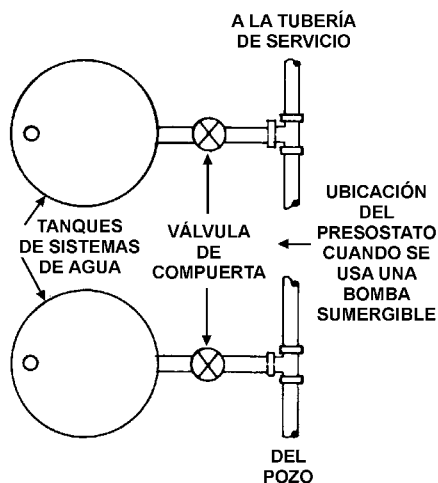 A LA TUBERÍA
DE SERVICIO
TANQUES
DE SISTEMAS
DE AGUA
VÁLVULA
DE
COMPUERTA
UBICACIÓN
DEL
PRESOSTATO
CUANDO SE
USA UNA
BOMBA
SUMERGIBLE
DEL
POZO